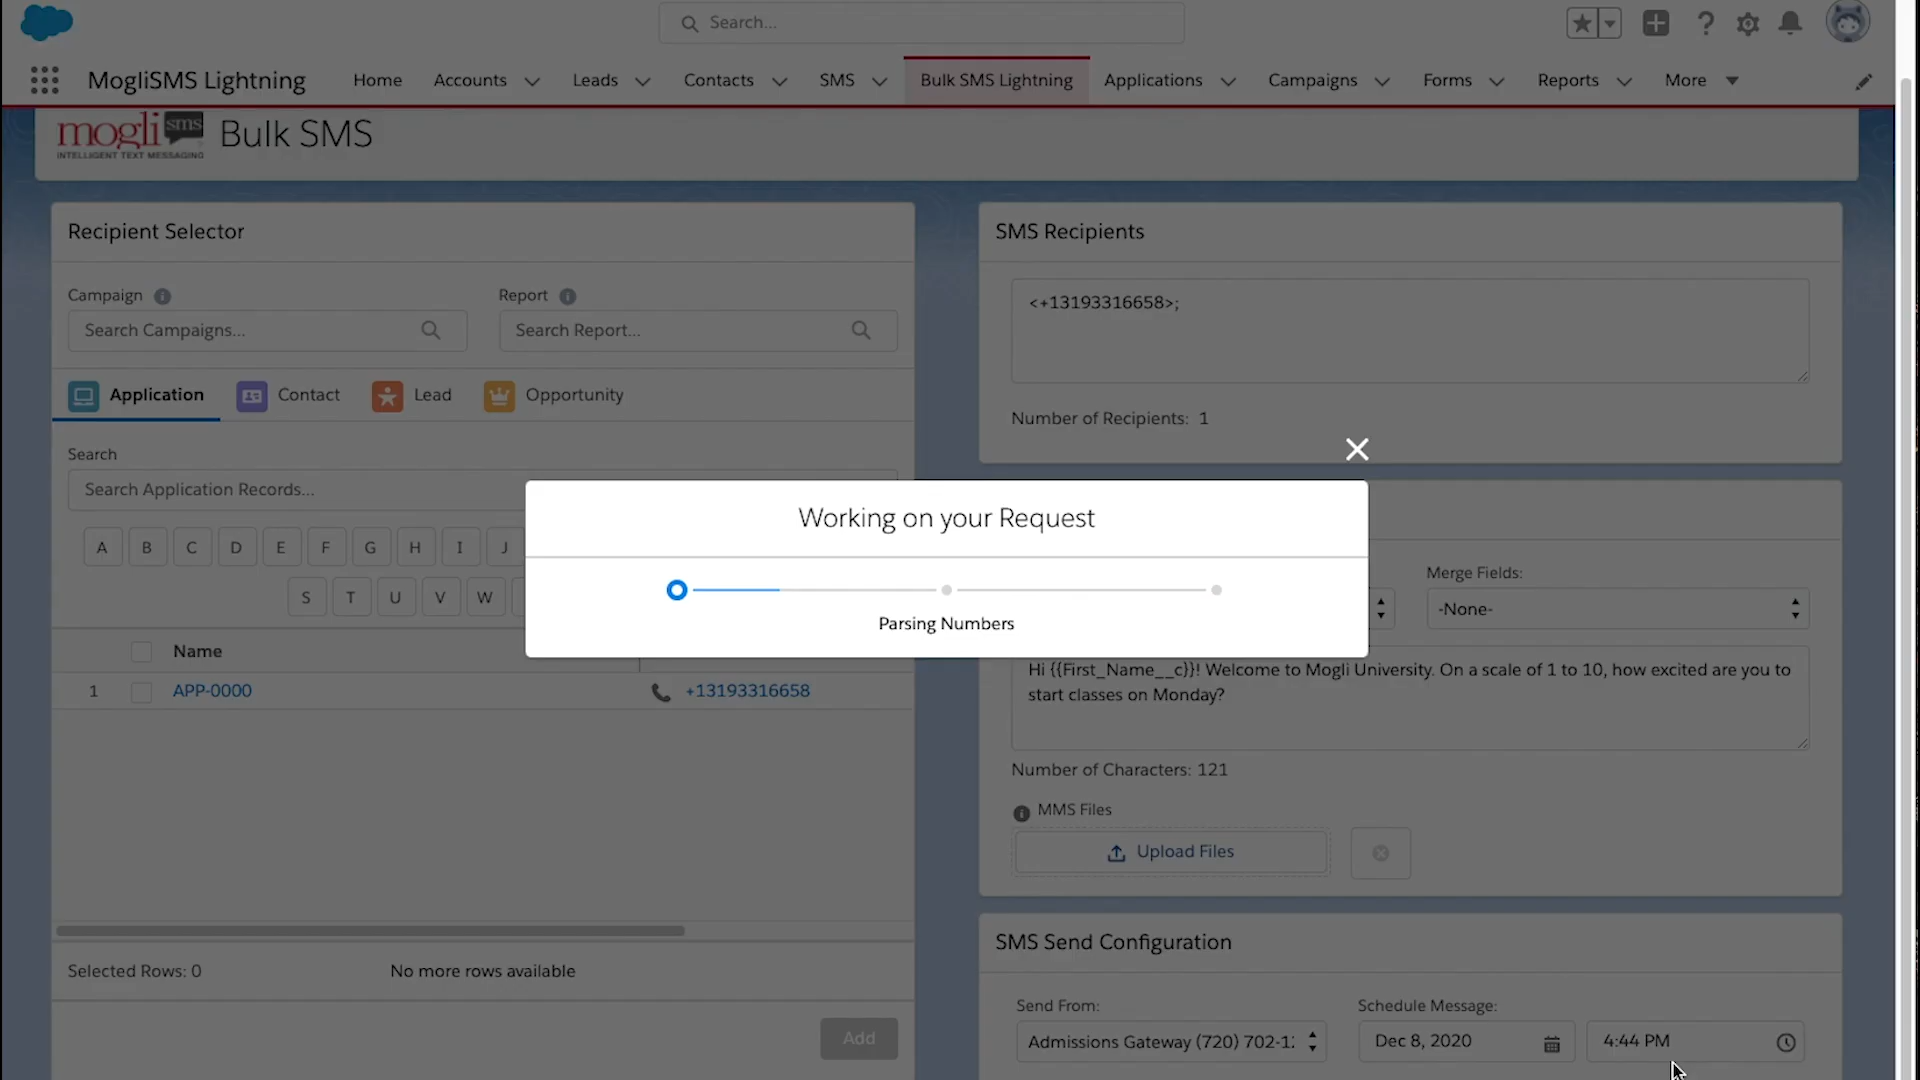 Search...
MogliSMS Lightning
Home
Accounts
Leads
Contacts
SMS
Bulk SMS Lightning
Applications
Campaigns
Forms
Reports
More
mogli sms
INTELLIGENT TEXT MESSAGING
Bulk SMS
Recipient Selector
Campaign
Report
Search Campaigns...
Search Report...
Application
Contact
Lead
Opportunity
Search
Search Application Records...
A B C D E F G H I J
S T U V W
Name
1 APP-0000 +13193316658
Selected Rows: 0
No more rows available
Add
SMS Recipients
<+13193316658>;
Number of Recipients: 1
Working on your Request
Parsing Numbers
Merge Fields:
-None-
Hi {{First_Name__c}}! Welcome to Mogli University. On a scale of 1 to 10, how excited are you to
start classes on Monday?
Number of Characters: 121
MMS Files
Upload Files
SMS Send Configuration
Send From:
Schedule Message:
Admissions Gateway (720) 702-1
Dec 8, 2020
4:44 PM